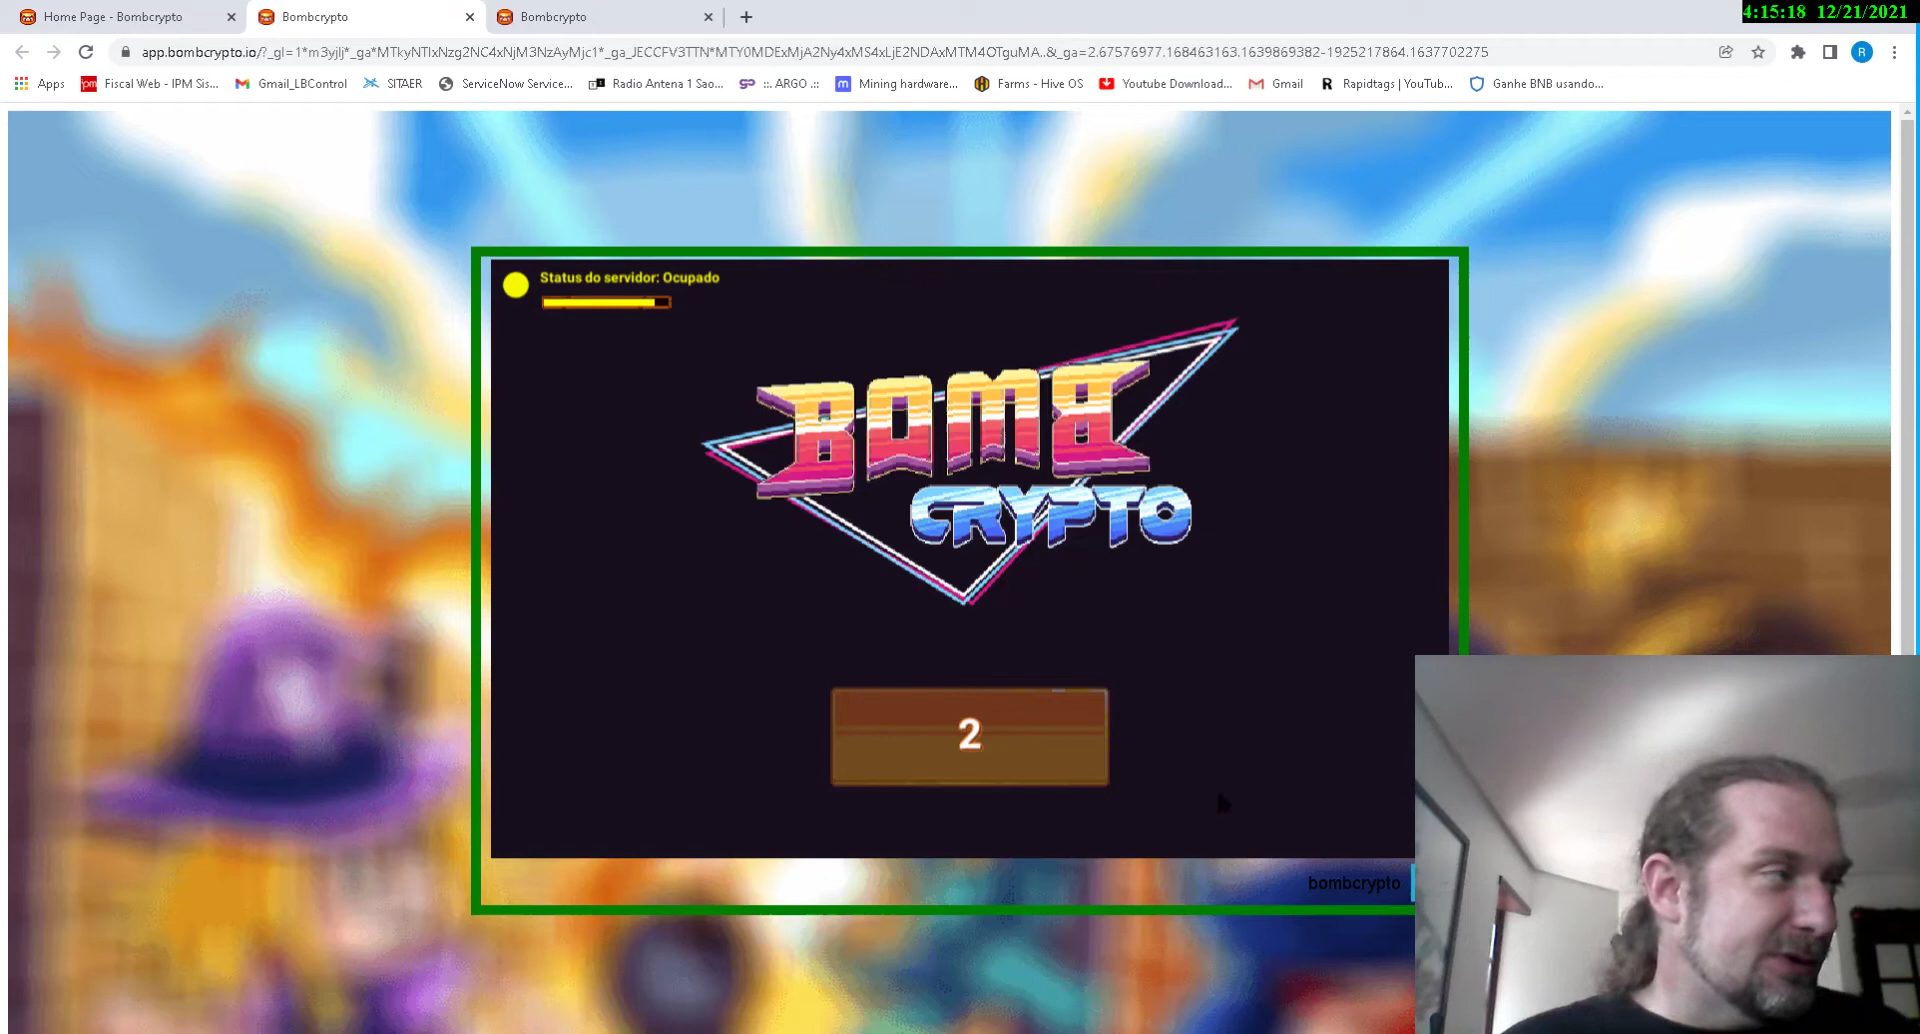 Home Page - Bombcrypto
Bombcrypto
Bombcrypto
4:15:18 12/21/2021
app.bombcrypto.io/?_gl=1*m3yjlj*_ga*MTkyNTIxNzg2NC4xNjM3NzAyMjc1*_ga_JECCFV3TTN*MTY0MDExMjA2Ny4xMS4xLjE2NDAxMTM4OTguMA..&_ga=2.67576977.168463163.1639869382-1925217864.1637702275
R
Apps
Fiscal Web - IPM Sis...
Gmail_LBControl
SITAER
ServiceNow Service...
Radio Antena 1 Sao...
::. ARGO .::
Mining hardware...
Farms - Hive OS
Youtube Download...
Gmail
Rapidtags | YouTub...
Ganhe BNB usando...
Status do servidor: Ocupado
BOMB
CRYPTO
2
bombcrypto